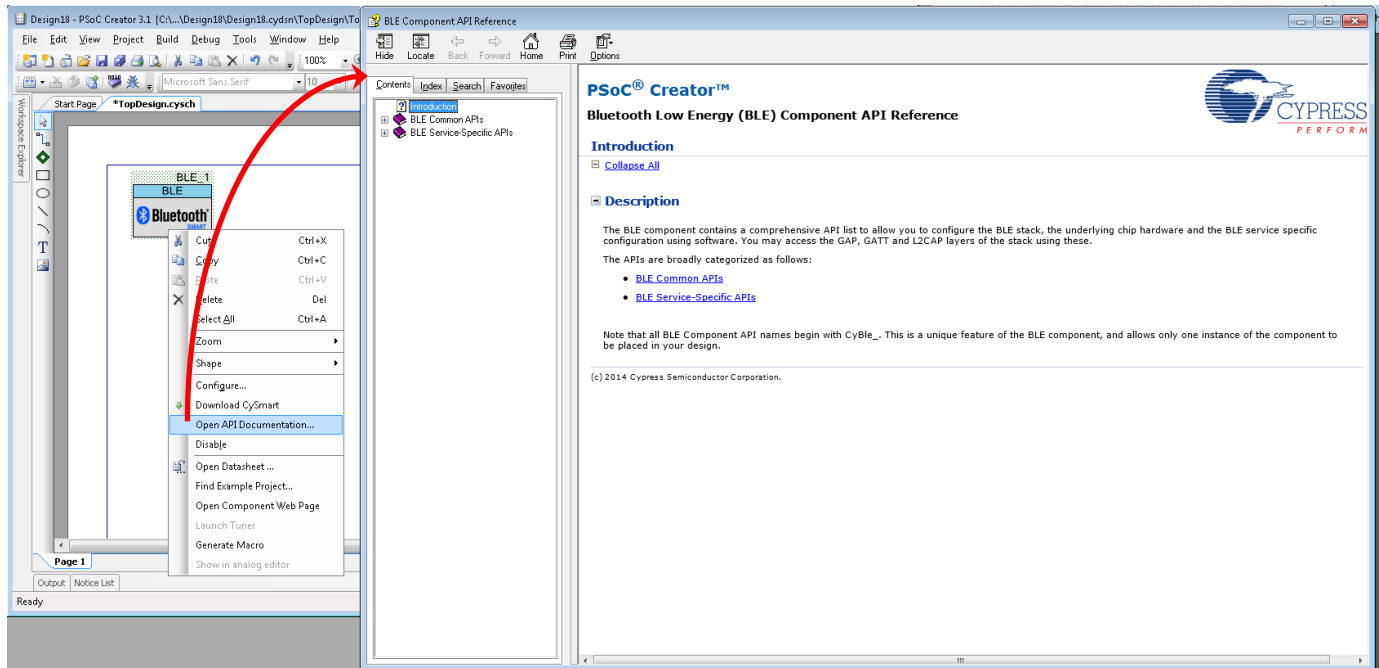 Design18 - PSoC Creator 3.1 [C:\...\Design18\Design18.cydsn\TopDesign\To
File Edit View Project Build Debug Tools Window Help
100%
Microsoft Sans Serif
10
Start Page
*TopDesign.cysch
Workspace Explorer
BLE_1
BLE
Bluetooth
SMART
Cut Ctrl+X
Copy Ctrl+C
Paste Ctrl+V
Delete Del
Select All Ctrl+A
Zoom
Shape
Configure...
Download CySmart
Open API Documentation...
Disable
Open Datasheet ...
Find Example Project...
Open Component Web Page
Launch Tuner
Generate Macro
Show in analog editor
Page 1
Output Notice List
Ready
BLE Component API Reference
Hide Locate Back Forward Home Print Options
Contents Index Search Favorites
Introduction
BLE Common APIs
BLE Service-Specific APIs
PSoC® Creator™
CYPRESS
PERFORM
Bluetooth Low Energy (BLE) Component API Reference
Introduction
Collapse All
Description
The BLE component contains a comprehensive API list to allow you to configure the BLE stack, the underlying chip hardware and the BLE service specific
configuration using software. You may access the GAP, GATT and L2CAP layers of the stack using these.
The APIs are broadly categorized as follows:
• BLE Common APIs
• BLE Service-Specific APIs
Note that all BLE Component API names begin with CyBle_. This is a unique feature of the BLE component, and allows only one instance of the component to
be placed in your design.
(c) 2014 Cypress Semiconductor Corporation.